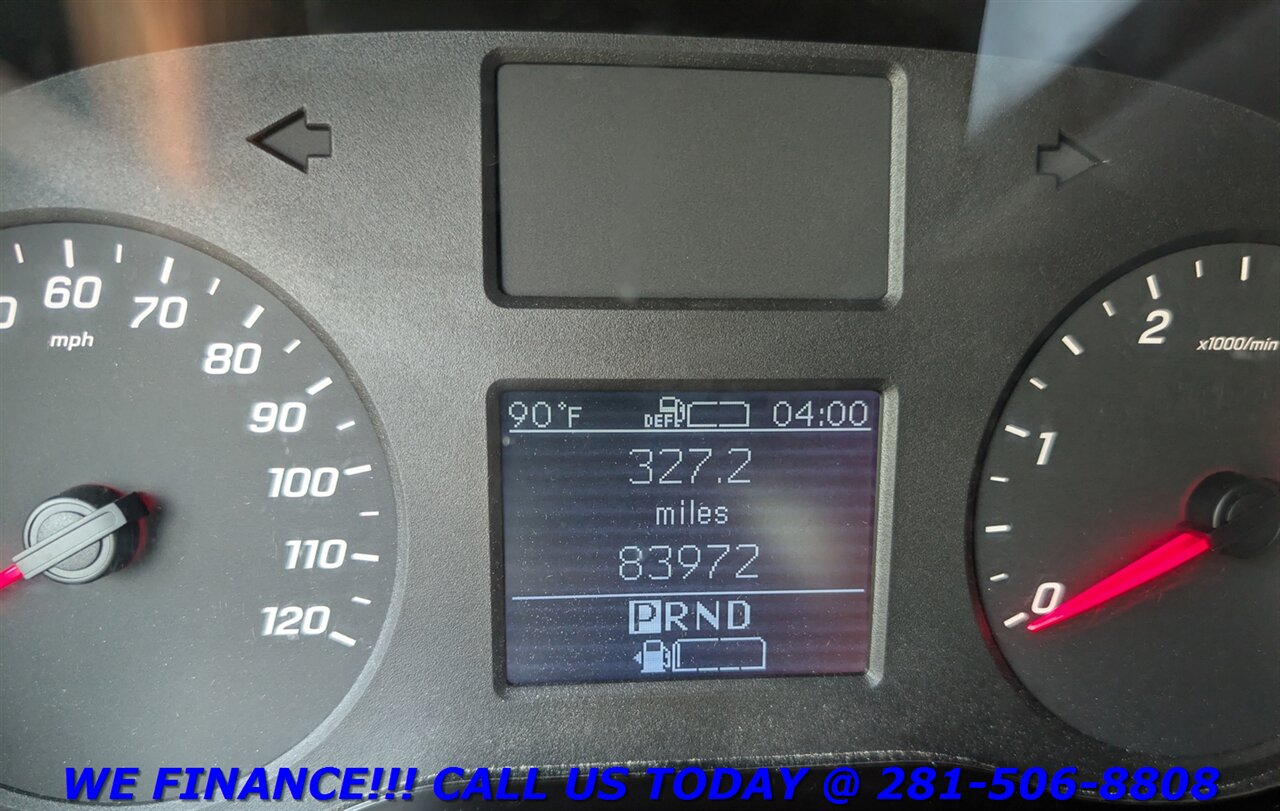 60
70
mph
80
90
100
110
120
90°F DEF 04:00
327.2
miles
83972
PRND
2
x1000/min
1
0
WE FINANCE!!! CALL US TODAY @ 281-506-8808